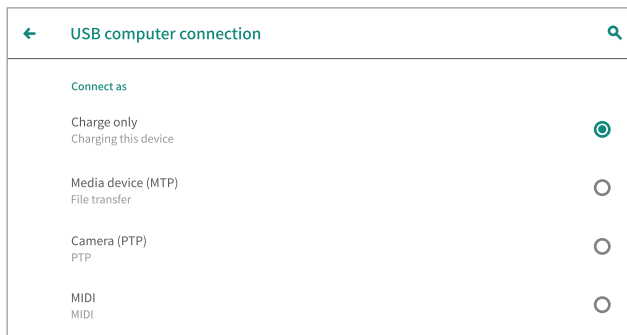 USB computer connection
Connect as
Charge only
Charging this device
Media device (MTP)
File transfer
Camera (PTP)
PTP
MIDI
MIDI